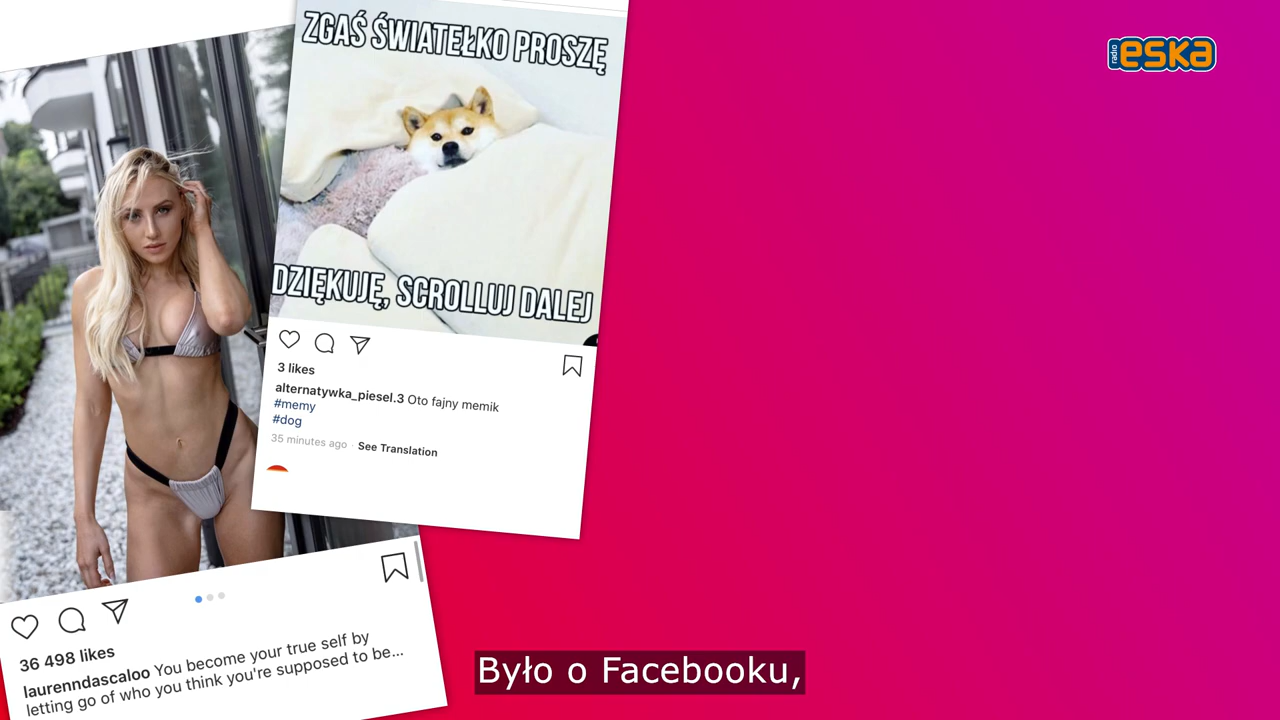 ZGAŚ ŚWIATEŁKO PROSZĘ
DZIĘKUJĘ, SCROLLUJ DALEJ
3 likes
alternatywka_piesel.3 Oto fajny memik
#memy
#dog
35 minutes ago · See Translation
36 498 likes
laurenndascaloo You become your true self by
letting go of who you think you're supposed to be...
radio ESKA
Było o Facebooku,